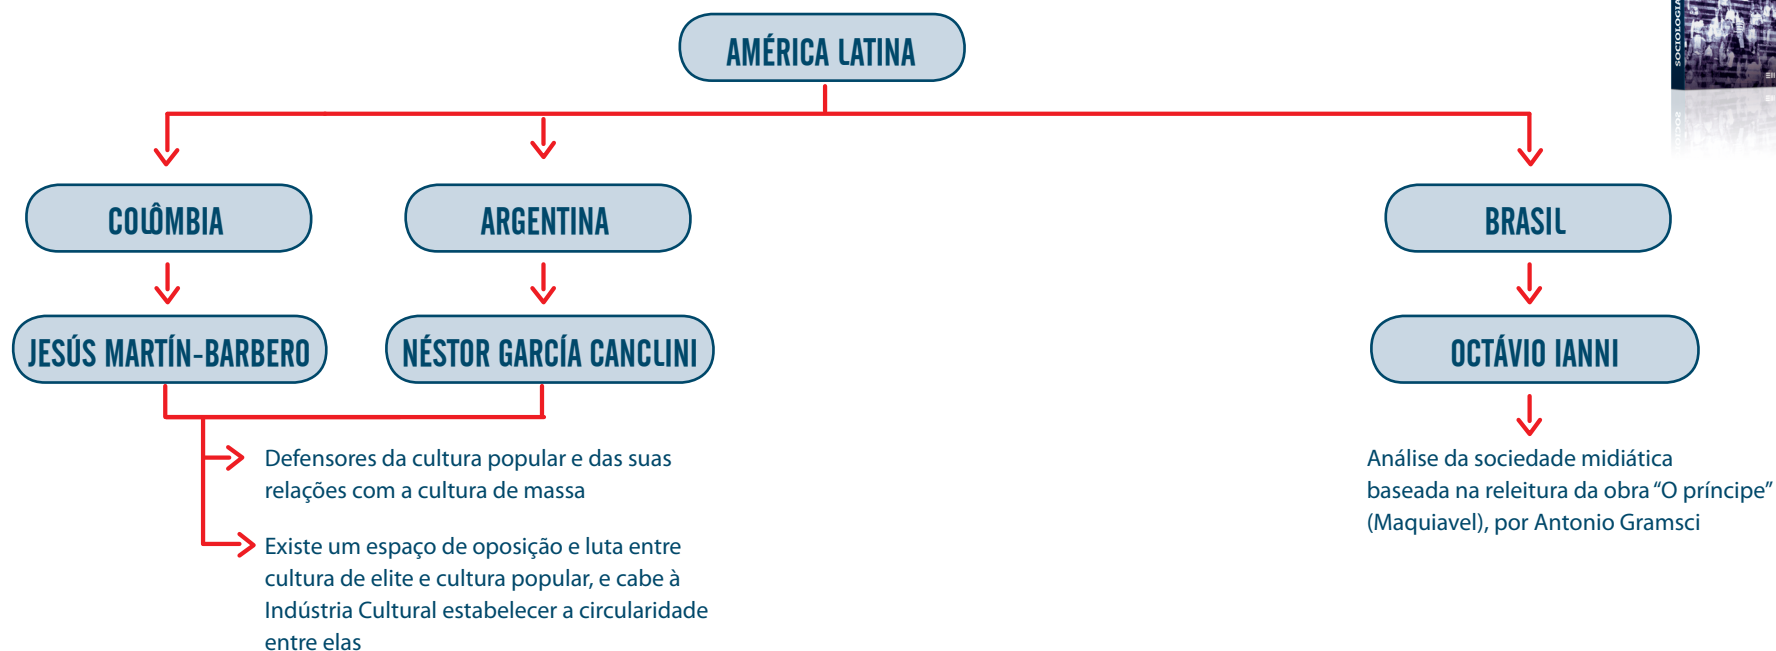 AMÉRICA LATINA
SOCIOLOGIA
COLÔMBIA
ARGENTINA
BRASIL
JESÚS MARTÍN-BARBERO
NÉSTOR GARCÍA CANCLINI
OCTÁVIO IANNI
Defensores da cultura popular e das suas
relações com a cultura de massa
Existe um espaço de oposição e luta entre
cultura de elite e cultura popular, e cabe à
Indústria Cultural estabelecer a circularidade
entre elas
Análise da sociedade midiática
baseada na releitura da obra “O príncipe”
(Maquiavel), por Antonio Gramsci